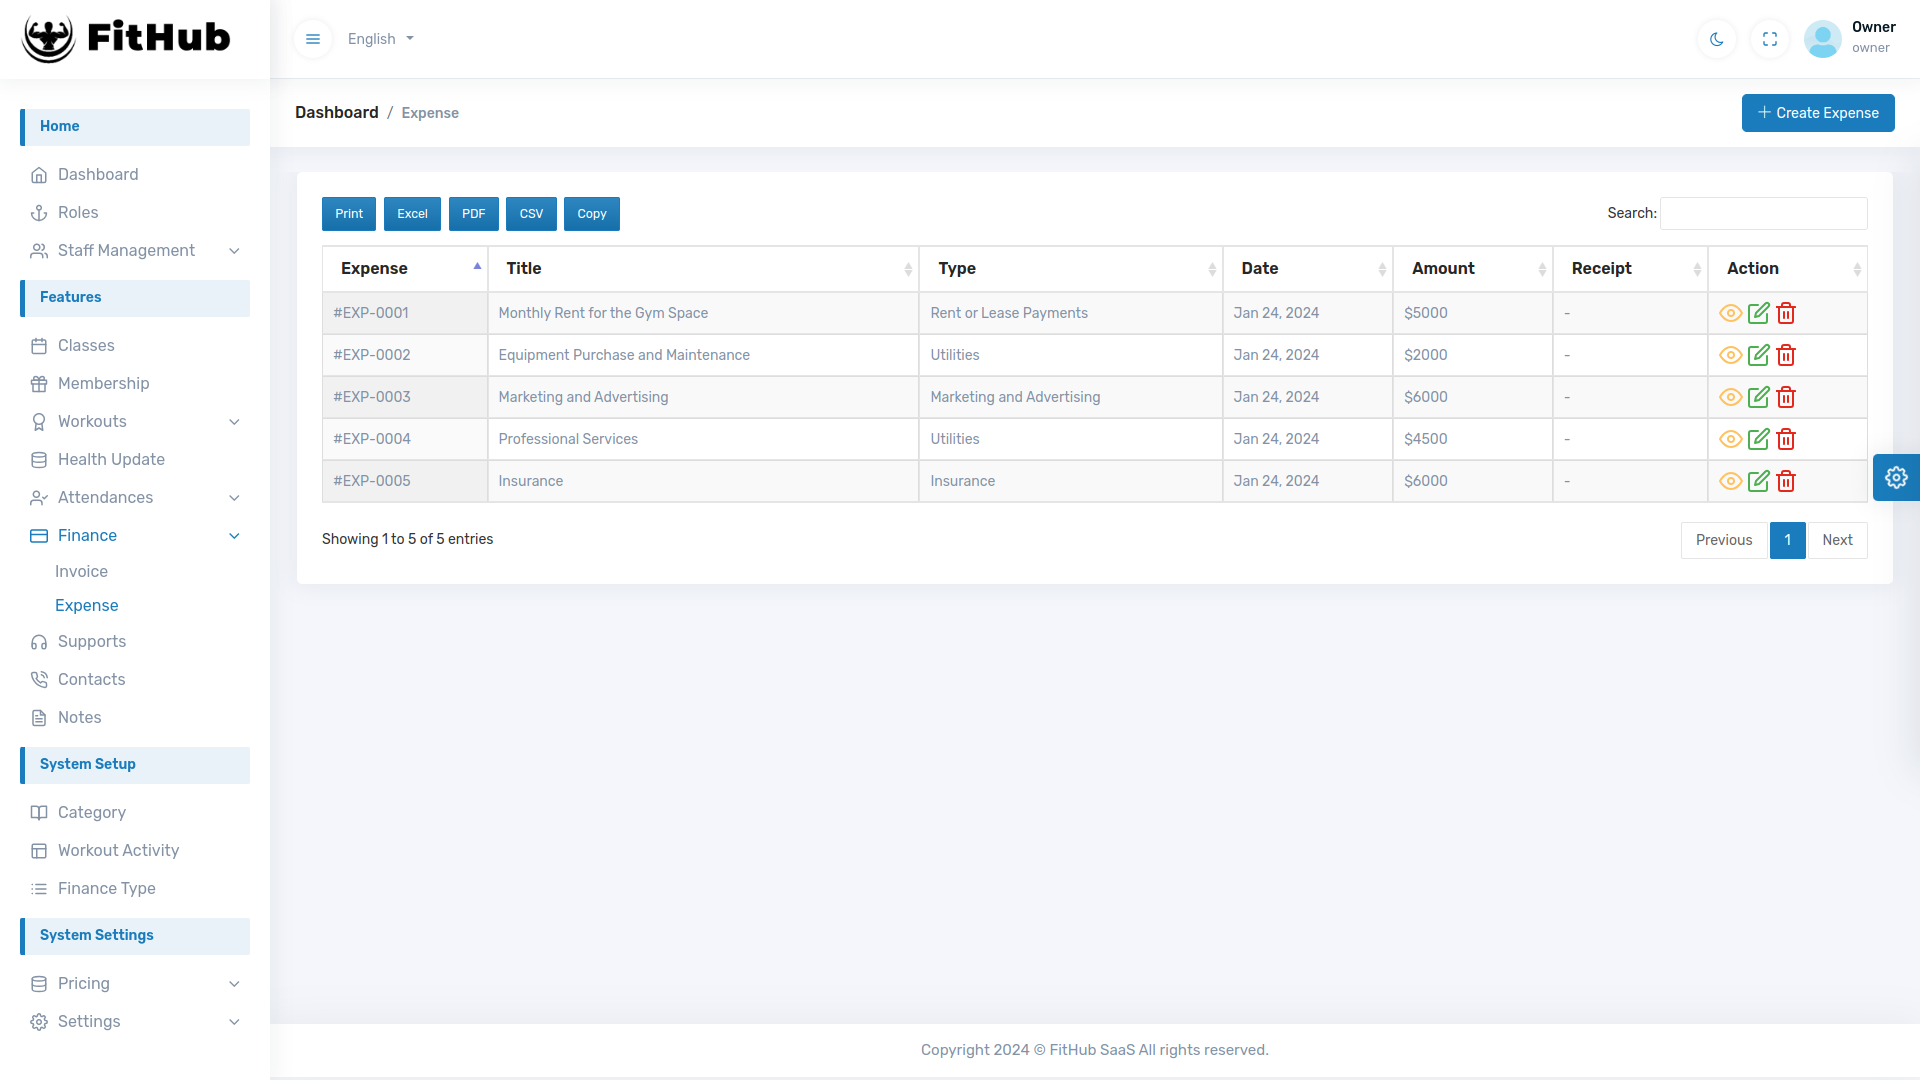 FitHub
English
Owner
owner
Dashboard / Expense
Create Expense
Home
Dashboard
Roles
Staff Management
Features
Classes
Membership
Workouts
Health Update
Attendances
Finance
Invoice
Expense
Supports
Contacts
Notes
System Setup
Category
Workout Activity
Finance Type
System Settings
Pricing
Settings
Print Excel PDF CSV Copy
Search:
Expense Title Type Date Amount Receipt Action
#EXP-0001 Monthly Rent for the Gym Space Rent or Lease Payments Jan 24, 2024 $5000 -
#EXP-0002 Equipment Purchase and Maintenance Utilities Jan 24, 2024 $2000 -
#EXP-0003 Marketing and Advertising Marketing and Advertising Jan 24, 2024 $6000 -
#EXP-0004 Professional Services Utilities Jan 24, 2024 $4500 -
#EXP-0005 Insurance Insurance Jan 24, 2024 $6000 -
Showing 1 to 5 of 5 entries
Previous 1 Next
Copyright 2024 © FitHub SaaS All rights reserved.